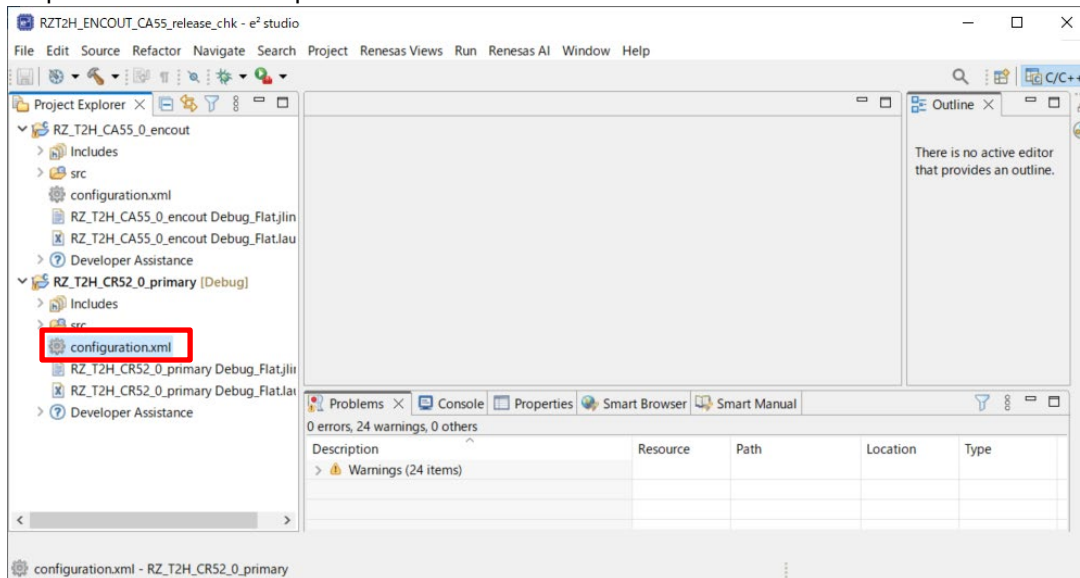 RZT2H_ENCOUT_CA55_release_chk - e² studio
File Edit Source Refactor Navigate Search Project Renesas Views Run Renesas AI Window Help
C/C++
Project Explorer
RZ_T2H_CA55_0_encout
Includes
src
configuration.xml
RZ_T2H_CA55_0_encout Debug_Flat.jlin
RZ_T2H_CA55_0_encout Debug_Flat.lau
Developer Assistance
RZ_T2H_CR52_0_primary [Debug]
Includes
src
configuration.xml
RZ_T2H_CR52_0_primary Debug_Flat.jlin
RZ_T2H_CR52_0_primary Debug_Flat.lau
Developer Assistance
Outline
There is no active editor
that provides an outline.
Problems Console Properties Smart Browser Smart Manual
0 errors, 24 warnings, 0 others
Description Resource Path Location Type
Warnings (24 items)
configuration.xml - RZ_T2H_CR52_0_primary